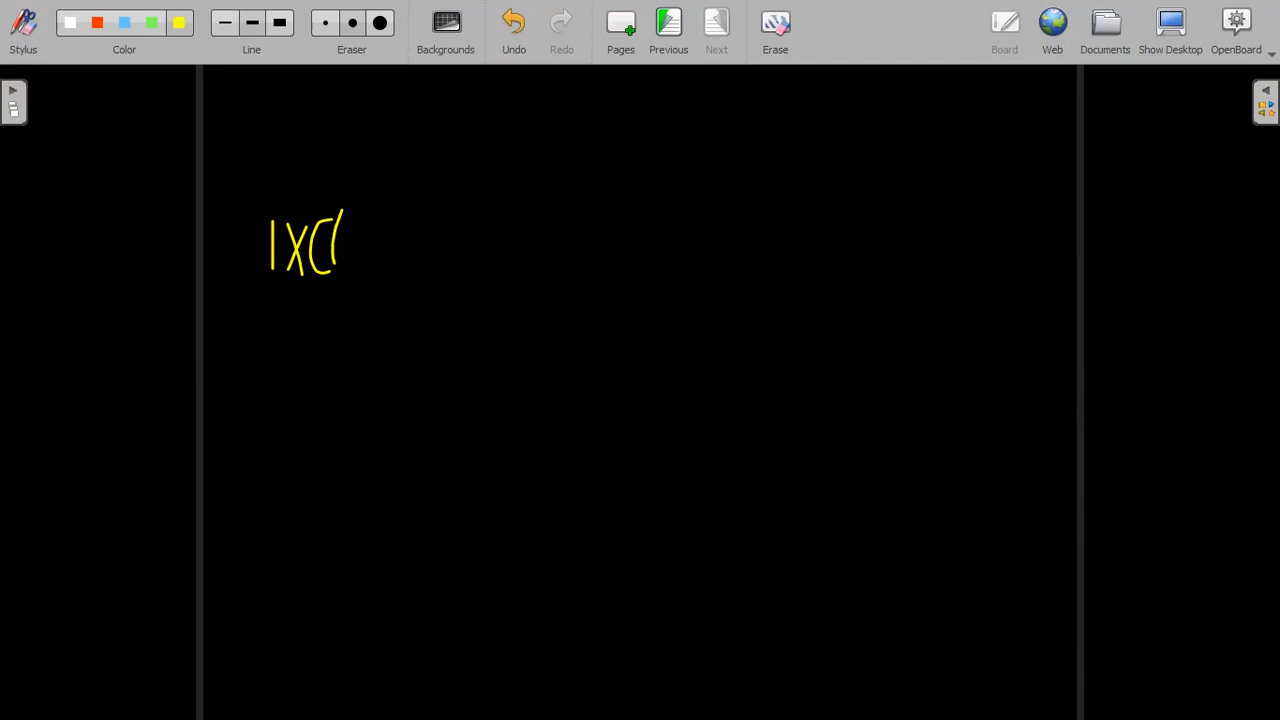 Stylus
Color
Line
Eraser
Backgrounds
Undo
Redo
Pages
Previous
Next
Erase
Board
Web
Documents
Show Desktop
OpenBoard
IXC(